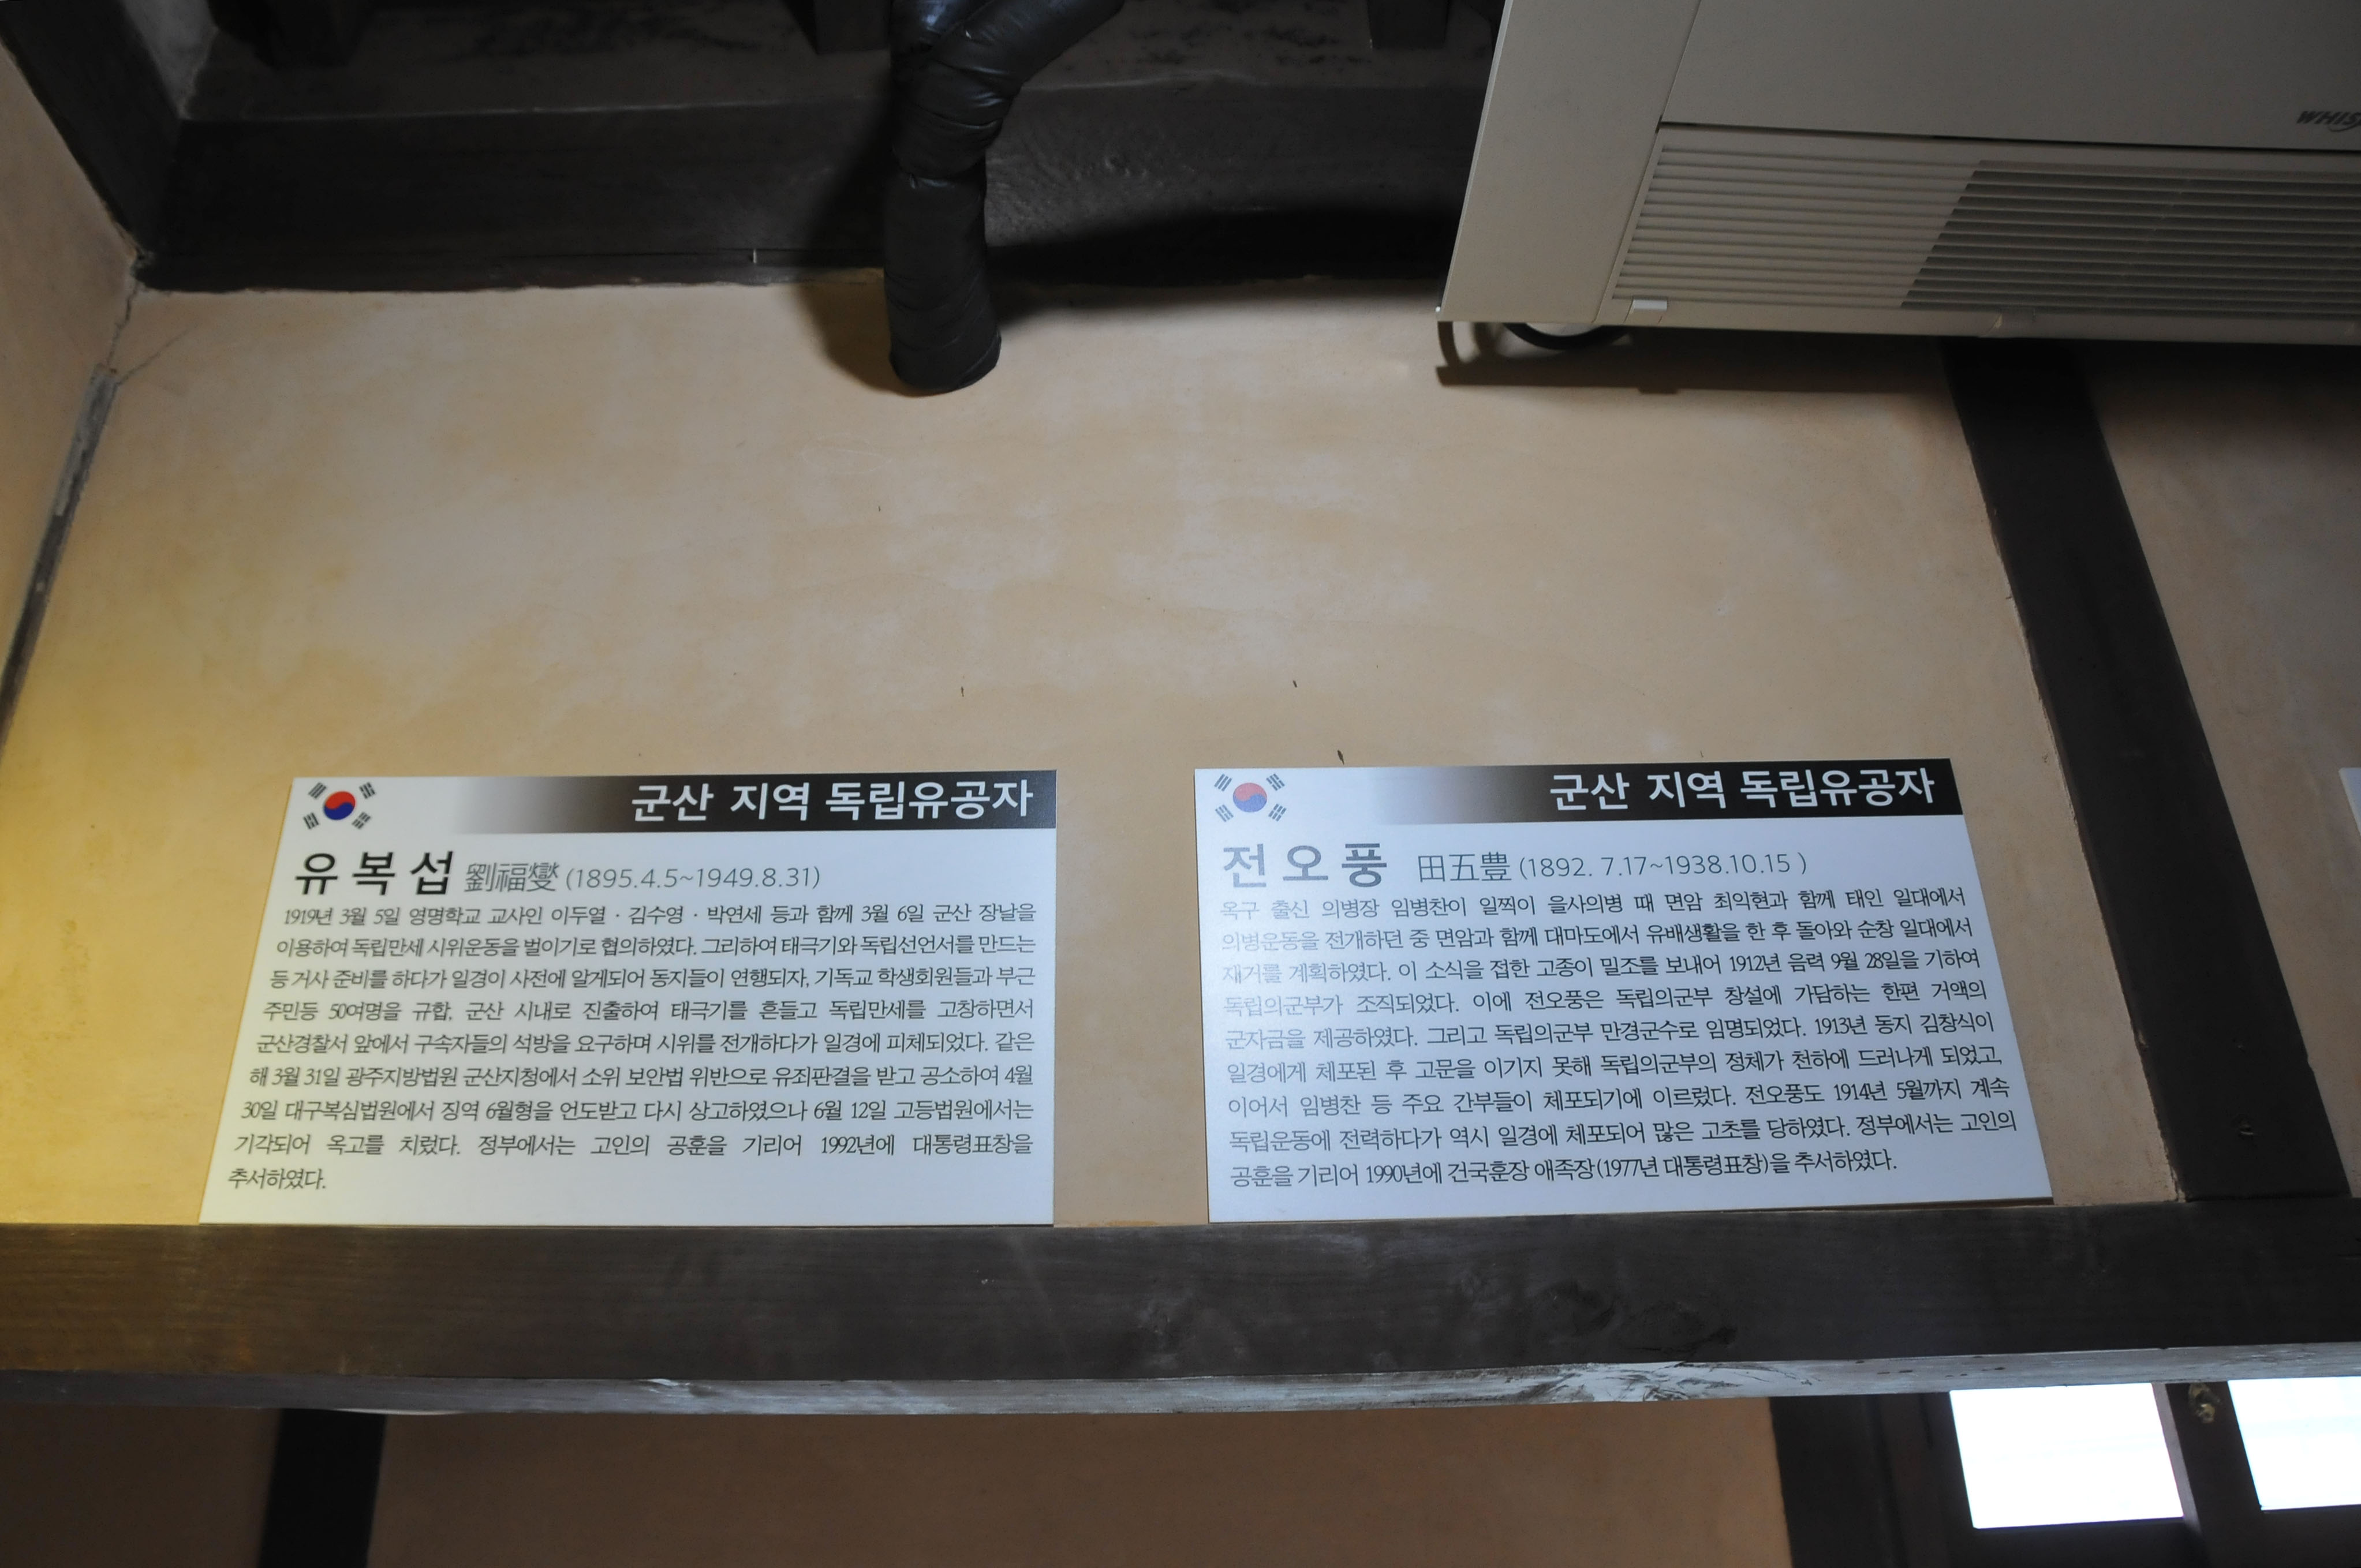 WHIS
군산 지역 독립유공자
유복섭 劉福燮 (1895.4.5~1949.8.31)
1919년 3월 5일 영명학교 교사인 이두열 · 김수영 · 박연세 등과 함께 3월 6일 군산 장날을
이용하여 독립만세 시위운동을 벌이기로 협의하였다. 그리하여 태극기와 독립선언서를 만드는
등 거사 준비를 하다가 일경이 사전에 알게되어 동지들이 연행되자, 기독교 학생회원들과 부근
주민등 50여명을 규합, 군산 시내로 진출하여 태극기를 흔들고 독립만세를 고창하면서
군산경찰서 앞에서 구속자들의 석방을 요구하며 시위를 전개하다가 일경에 피체되었다. 같은
해 3월 31일 광주지방법원 군산지청에서 소위 보안법 위반으로 유죄판결을 받고 공소하여 4월
30일 대구복심법원에서 징역 6월형을 언도받고 다시 상고하였으나 6월 12일 고등법원에서는
기각되어 옥고를 치렀다. 정부에서는 고인의 공훈을 기리어 1992년에 대통령표창을
추서하였다.
군산 지역 독립유공자
전오풍 田五豊 (1892. 7.17~1938.10.15 )
옥구 출신 의병장 임병찬이 일찍이 을사의병 때 면암 최익현과 함께 태인 일대에서
의병운동을 전개하던 중 면암과 함께 대마도에서 유배생활을 한 후 돌아와 순창 일대에서
재거를 계획하였다. 이 소식을 접한 고종이 밀조를 보내어 1912년 음력 9월 28일을 기하여
독립의군부가 조직되었다. 이에 전오풍은 독립의군부 창설에 가담하는 한편 거액의
군자금을 제공하였다. 그리고 독립의군부 만경군수로 임명되었다. 1913년 동지 김창식이
일경에게 체포된 후 고문을 이기지 못해 독립의군부의 정체가 천하에 드러나게 되었고,
이어서 임병찬 등 주요 간부들이 체포되기에 이르렀다. 전오풍도 1914년 5월까지 계속
독립운동에 전력하다가 역시 일경에 체포되어 많은 고초를 당하였다. 정부에서는 고인의
공훈을 기리어 1990년에 건국훈장 애족장(1977년 대통령표창)을 추서하였다.